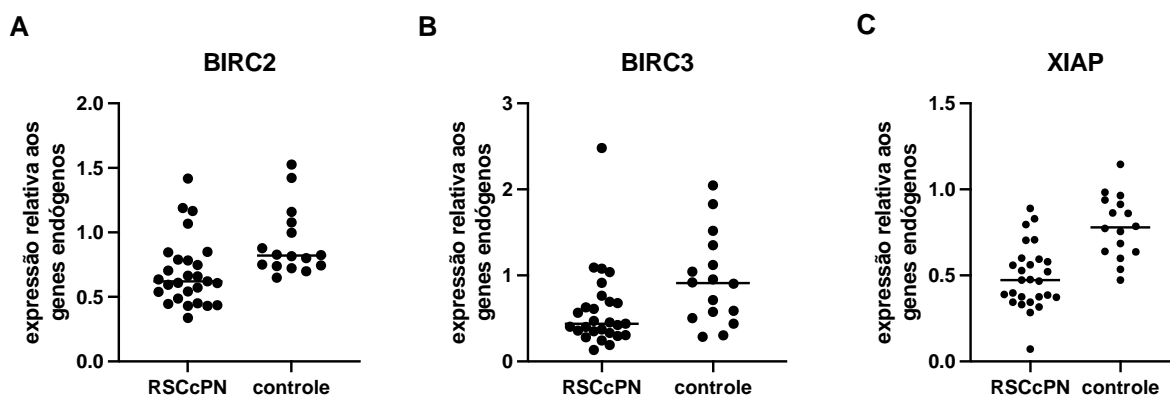 A
BIRC2
expressão relativa aos
genes endógenos
2.0
1.5
1.0
0.5
0.0
RSCcPN controle
B
BIRC3
expressão relativa aos
genes endógenos
3
2
1
0
RSCcPN controle
C
XIAP
expressão relativa aos
genes endógenos
1.5
1.0
0.5
0.0
RSCcPN controle